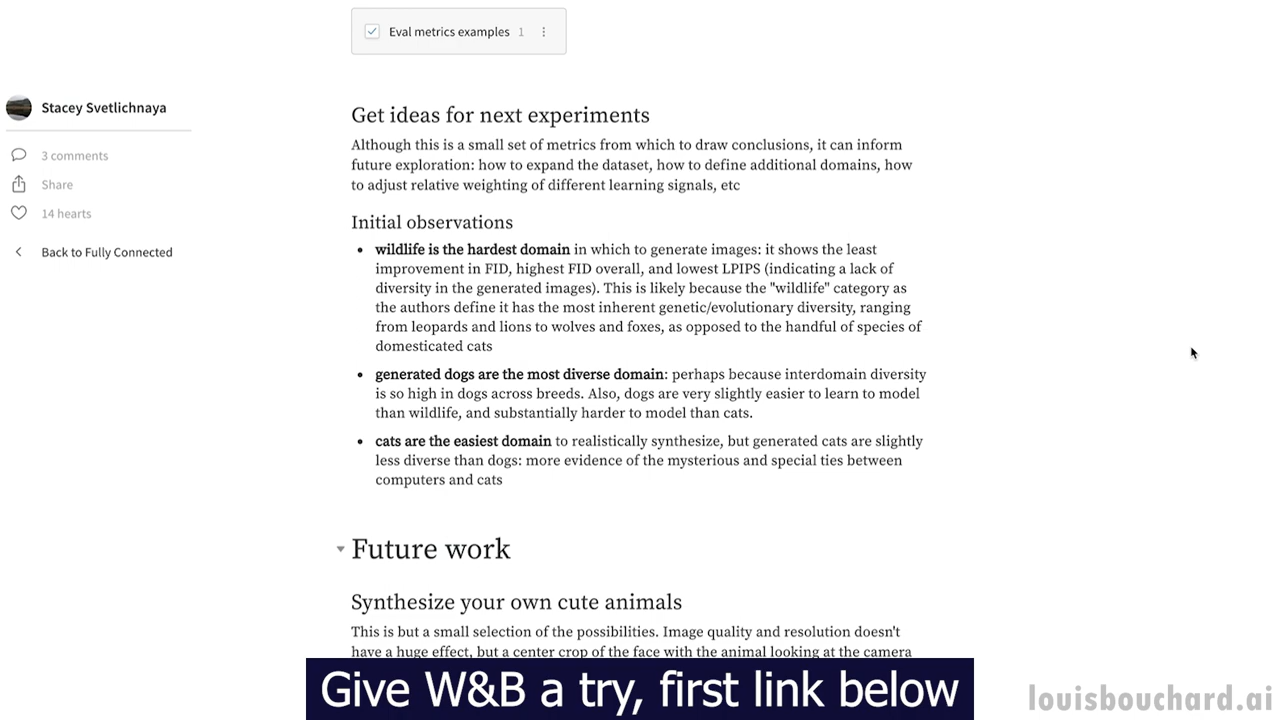 Eval metrics examples 1
Stacey Svetlichnaya
3 comments
Share
14 hearts
Back to Fully Connected
Get ideas for next experiments
Although this is a small set of metrics from which to draw conclusions, it can inform
future exploration: how to expand the dataset, how to define additional domains, how
to adjust relative weighting of different learning signals, etc
Initial observations
• wildlife is the hardest domain in which to generate images: it shows the least
improvement in FID, highest FID overall, and lowest LPIPS (indicating a lack of
diversity in the generated images). This is likely because the "wildlife" category as
the authors define it has the most inherent genetic/evolutionary diversity, ranging
from leopards and lions to wolves and foxes, as opposed to the handful of species of
domesticated cats
• generated dogs are the most diverse domain: perhaps because interdomain diversity
is so high in dogs across breeds. Also, dogs are very slightly easier to learn to model
than wildlife, and substantially harder to model than cats.
• cats are the easiest domain to realistically synthesize, but generated cats are slightly
less diverse than dogs: more evidence of the mysterious and special ties between
computers and cats
Future work
Synthesize your own cute animals
This is but a small selection of the possibilities. Image quality and resolution doesn't
have a huge effect, but a center crop of the face with the animal looking at the camera
Give W&B a try, first link below
louisbouchard.ai